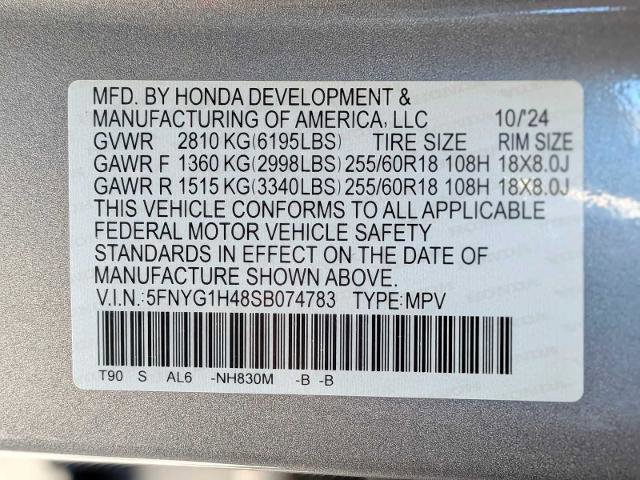 MFD. BY HONDA DEVELOPMENT &
MANUFACTURING OF AMERICA, LLC 10/'24
GVWR 2810 KG(6195LBS) TIRE SIZE RIM SIZE
GAWR F 1360 KG(2998LBS) 255/60R18 108H 18X8.0J
GAWR R 1515 KG(3340LBS) 255/60R18 108H 18X8.0J
THIS VEHICLE CONFORMS TO ALL APPLICABLE
FEDERAL MOTOR VEHICLE SAFETY
STANDARDS IN EFFECT ON THE DATE OF
MANUFACTURE SHOWN ABOVE.
V.I.N.:5FNYG1H48SB074783 TYPE:MPV
T90 S AL6 -NH830M -B -B